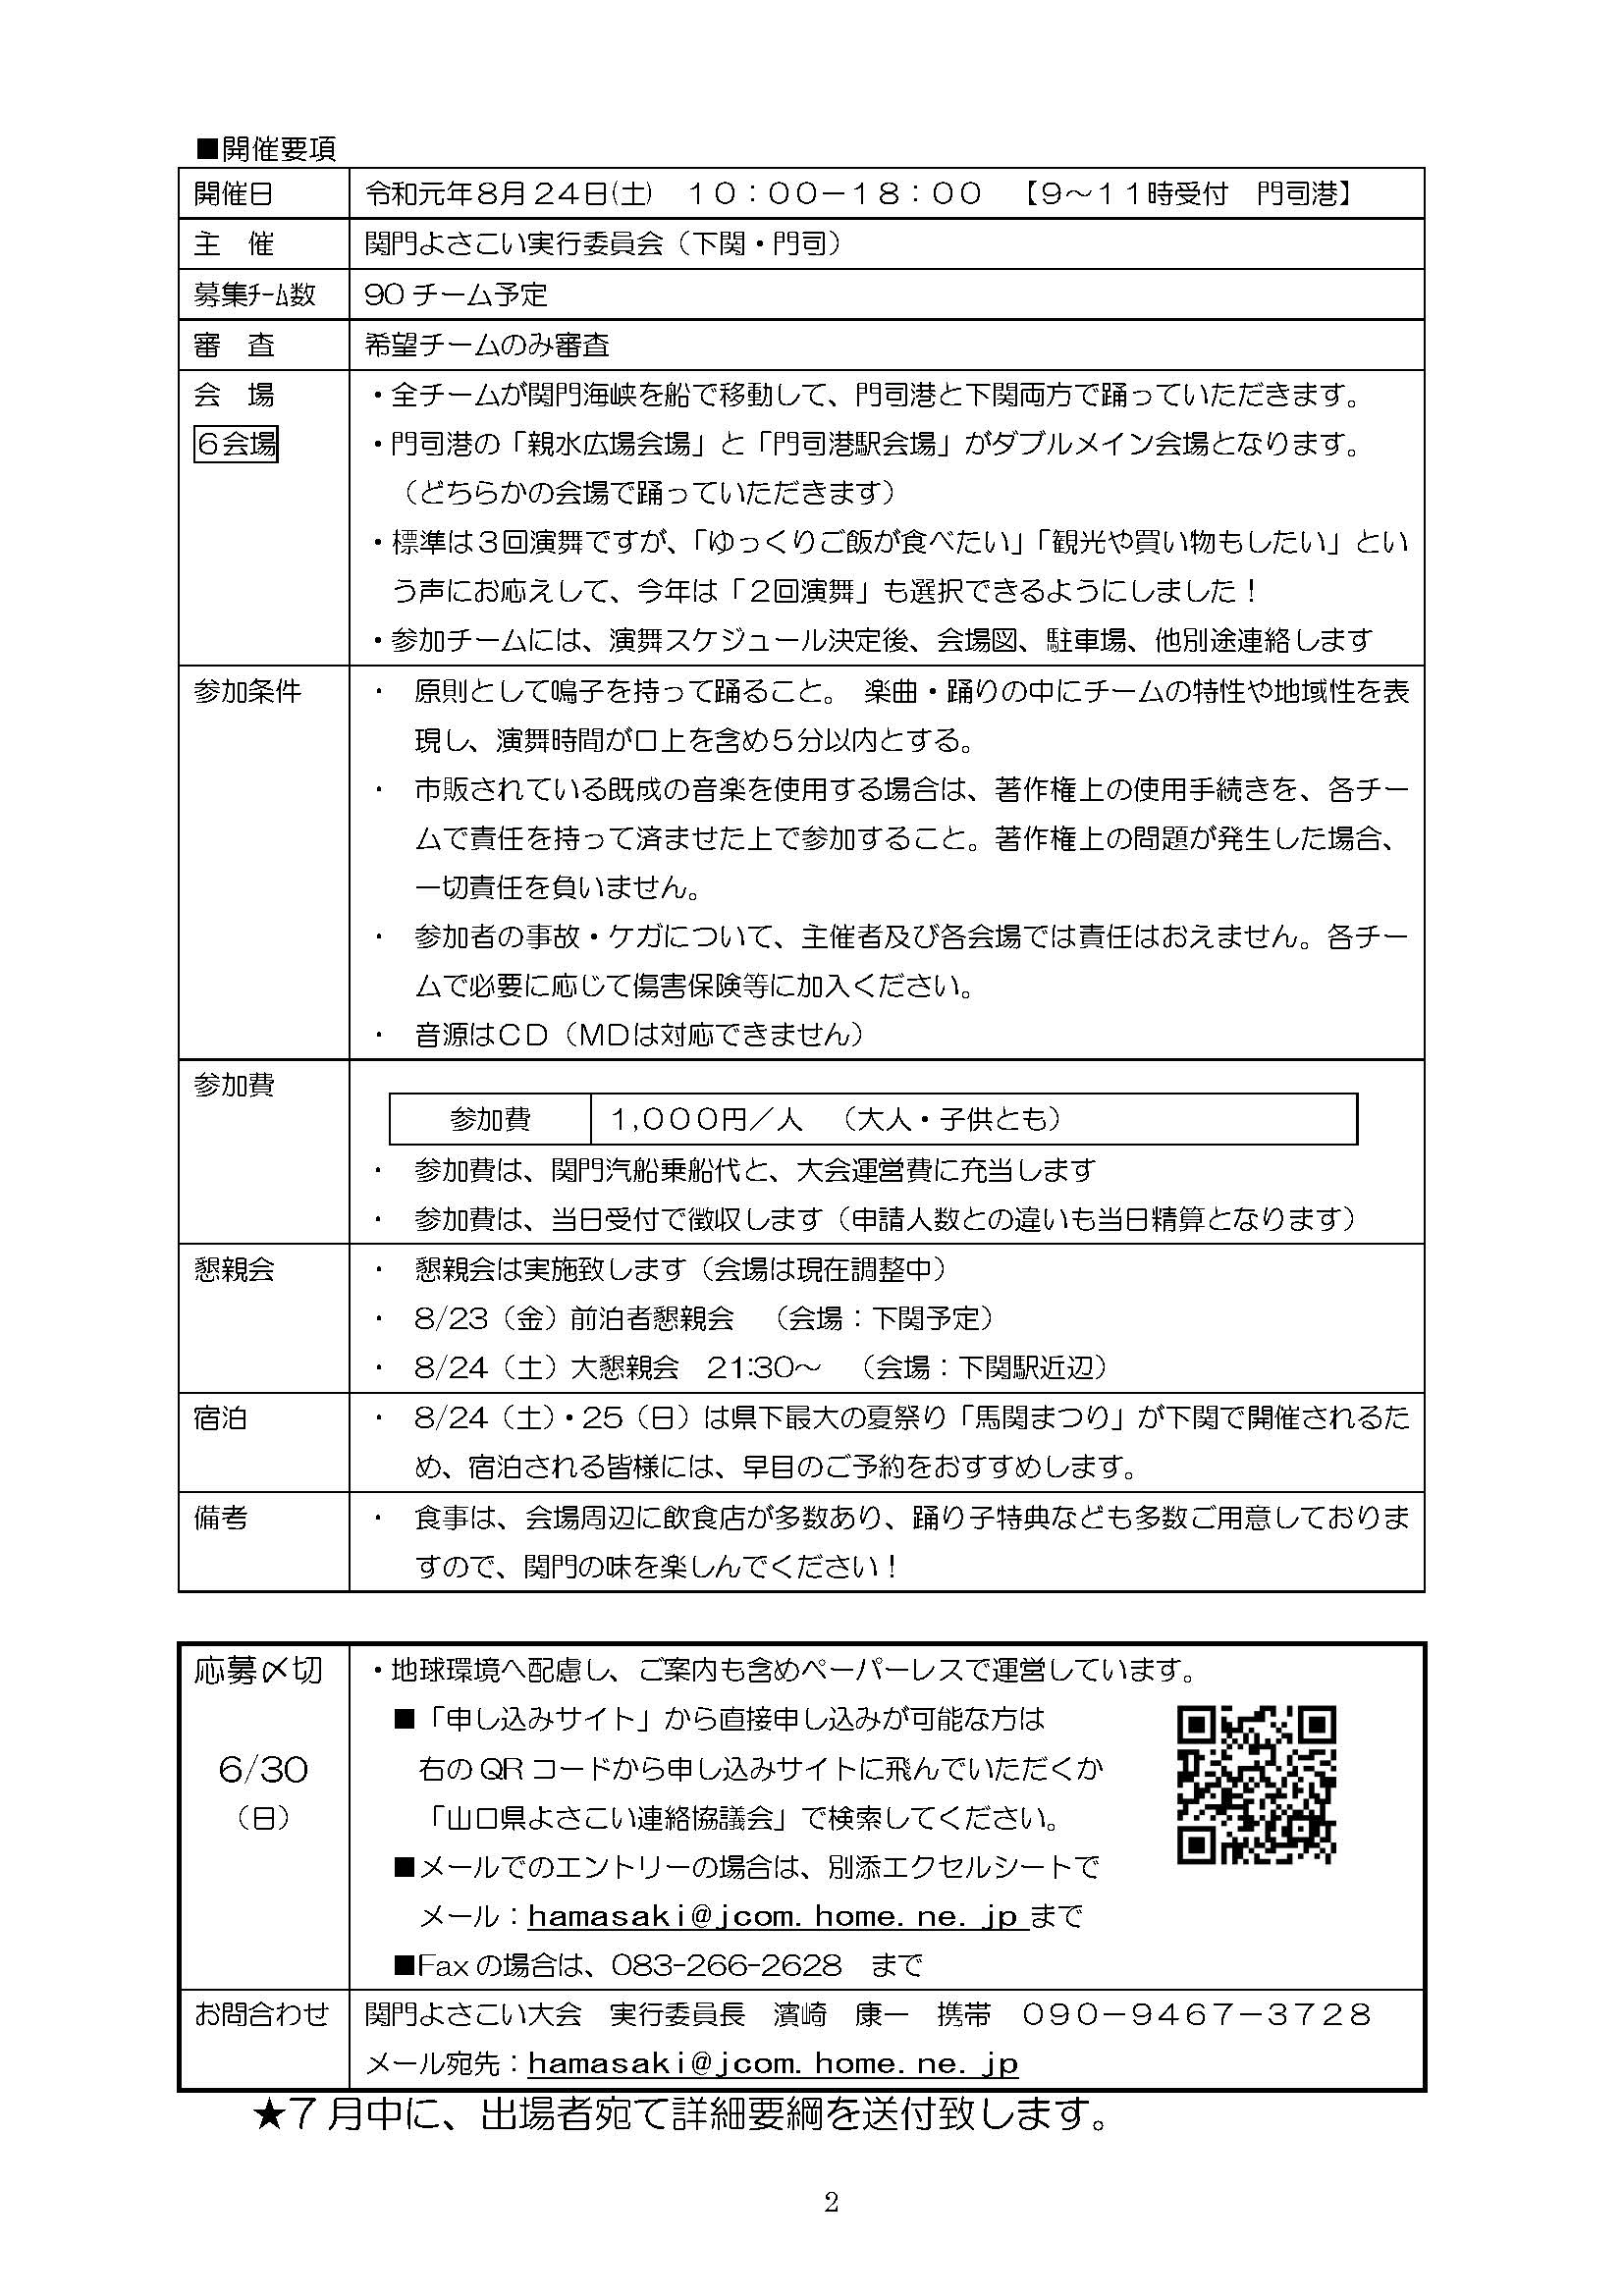 ■開催要項
開催日 令和元年８月２４日(土)　１０：００－１８：００　【９～１１時受付　門司港】
主　催 関門よさこい実行委員会（下関・門司）
募集ﾁｰﾑ数 90 チーム予定
審　査 希望チームのみ審査
会　場 ・全チームが関門海峡を船で移動して、門司港と下関両方で踊っていただきます。
６会場 ・門司港の「親水広場会場」と「門司港駅会場」がダブルメイン会場となります。
（どちらかの会場で踊っていただきます）
・標準は３回演舞ですが、「ゆっくりご飯が食べたい」「観光や買い物もしたい」とい
う声にお応えして、今年は「２回演舞」も選択できるようにしました！
・参加チームには、演舞スケジュール決定後、会場図、駐車場、他別途連絡します
参加条件 ・　原則として鳴子を持って踊ること。　楽曲・踊りの中にチームの特性や地域性を表
現し、演舞時間が口上を含め５分以内とする。
・　市販されている既成の音楽を使用する場合は、著作権上の使用手続きを、各チー
ムで責任を持って済ませた上で参加すること。著作権上の問題が発生した場合、
一切責任を負いません。
・　参加者の事故・ケガについて、主催者及び各会場では責任はおえません。各チー
ムで必要に応じて傷害保険等に加入ください。
・　音源はＣＤ（ＭＤは対応できません）
参加費
参加費 １,０００円／人　（大人・子供とも）
・　参加費は、関門汽船乗船代と、大会運営費に充当します
・　参加費は、当日受付で徴収します（申請人数との違いも当日精算となります）
懇親会 ・　懇親会は実施致します（会場は現在調整中）
・　8/23（金）前泊者懇親会　（会場：下関予定）
・　8/24（土）大懇親会　21:30～　（会場：下関駅近辺）
宿泊 ・　8/24（土）・25（日）は県下最大の夏祭り「馬関まつり」が下関で開催されるた
め、宿泊される皆様には、早目のご予約をおすすめします。
備考 ・　食事は、会場周辺に飲食店が多数あり、踊り子特典なども多数ご用意しておりま
すので、関門の味を楽しんでください！
応募〆切 ・地球環境へ配慮し、ご案内も含めペーパーレスで運営しています。
■「申し込みサイト」から直接申し込みが可能な方は
6/30 右の QR コードから申し込みサイトに飛んでいただくか
（日） 「山口県よさこい連絡協議会」で検索してください。
■メールでのエントリーの場合は、別添エクセルシートで
メール：hamasaki@jcom.home.ne.jp まで
■Fax の場合は、083-266-2628　まで
お問合わせ 関門よさこい大会　実行委員長　濱崎　康一　携帯　０９０－９４６７－３７２８
メール宛先：hamasaki@jcom.home.ne.jp
★７月中に、出場者宛て詳細要綱を送付致します。
2